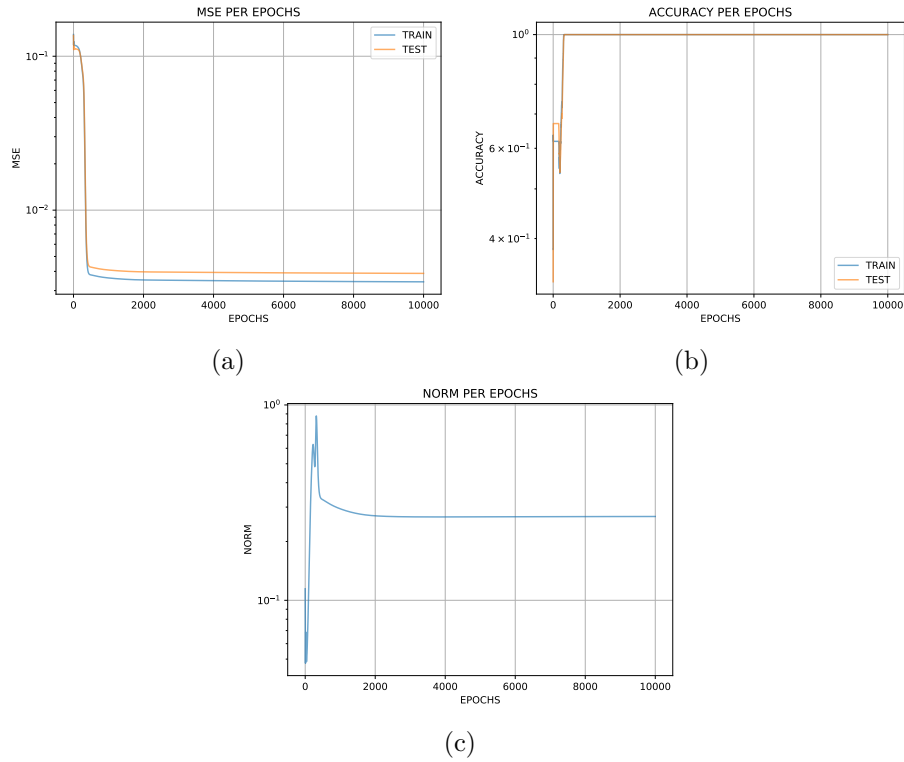 MSE PER EPOCHS
10⁻¹
10⁻²
MSE
TRAIN
TEST
0 2000 4000 6000 8000 10000
EPOCHS
(a)
ACCURACY PER EPOCHS
10⁰
6 × 10⁻¹
4 × 10⁻¹
ACCURACY
TRAIN
TEST
0 2000 4000 6000 8000 10000
EPOCHS
(b)
NORM PER EPOCHS
10⁰
10⁻¹
NORM
0 2000 4000 6000 8000 10000
EPOCHS
(c)